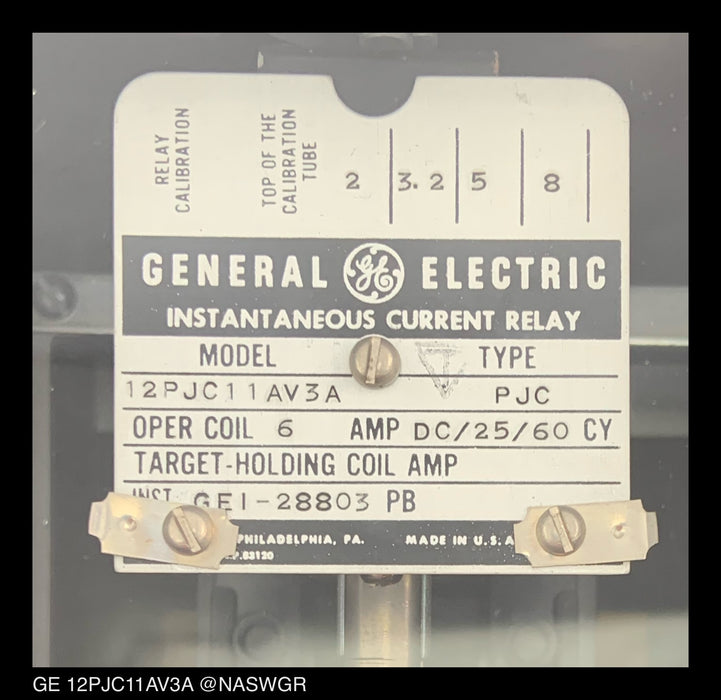 RELAY
CALIBRATION
TOP OF THE
CALIBRATION
TUBE
2 3.2 5 8
GENERAL GE ELECTRIC
INSTANTANEOUS CURRENT RELAY
MODEL TYPE
12PJC11AV3A PJC
OPER COIL 6 AMP DC/25/60 CY
TARGET-HOLDING COIL AMP
INST. GEI-28803 PB
PHILADELPHIA, PA. MADE IN U.S.A
P.83120
GE 12PJC11AV3A @NASWGR